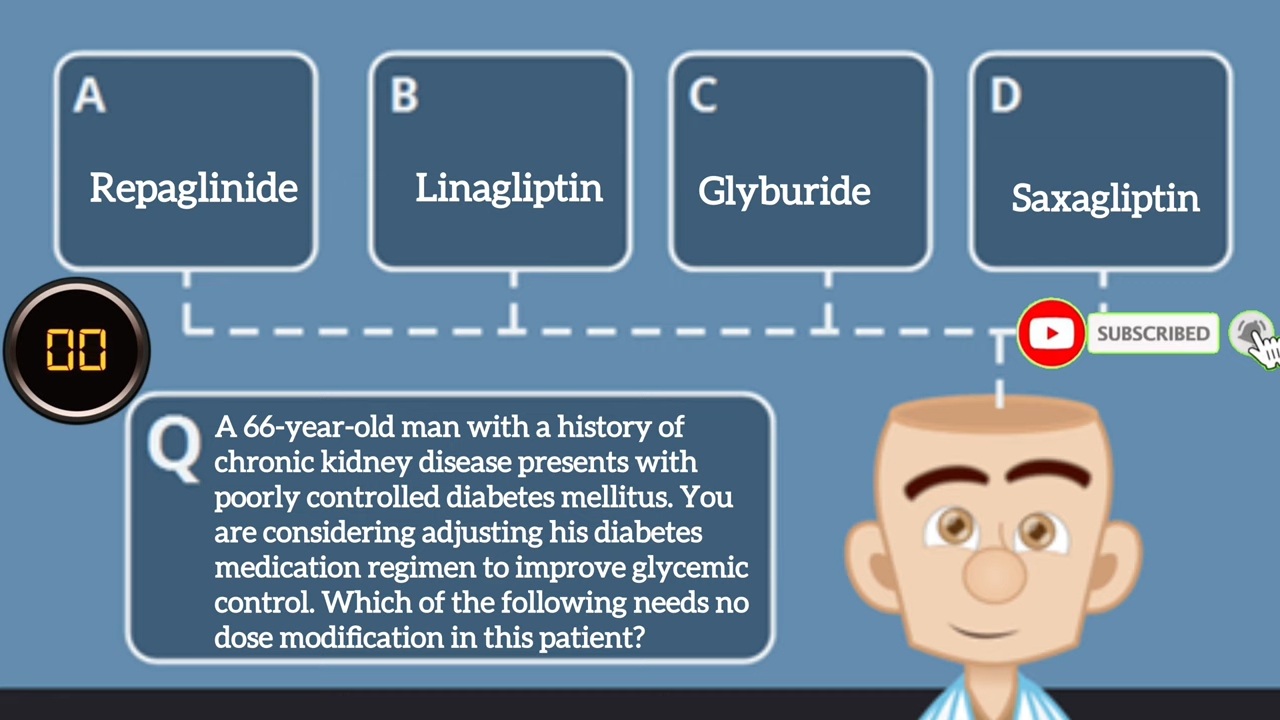 A
B
C
D
Repaglinide
Linagliptin
Glyburide
Saxagliptin
00
SUBSCRIBED
Q
A 66-year-old man with a history of
chronic kidney disease presents with
poorly controlled diabetes mellitus. You
are considering adjusting his diabetes
medication regimen to improve glycemic
control. Which of the following needs no
dose modification in this patient?